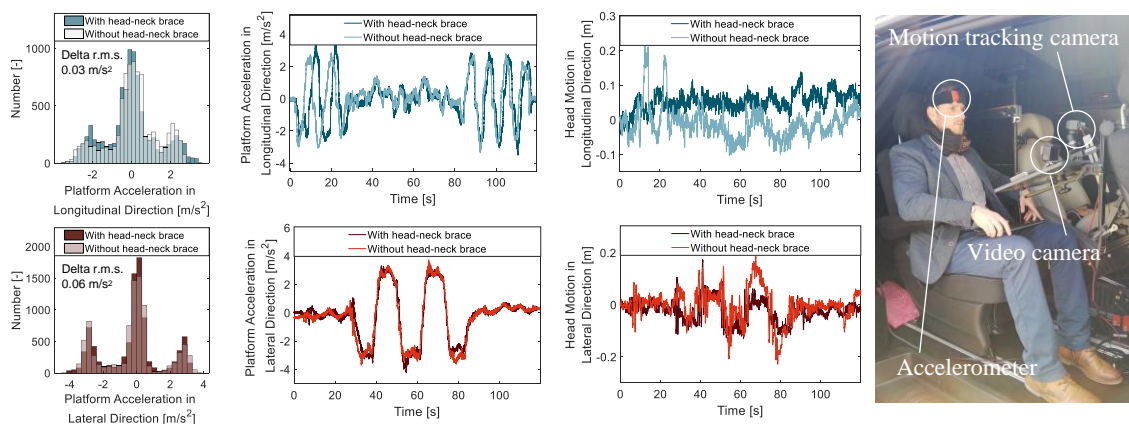 With head-neck brace
Without head-neck brace
Delta r.m.s.
0.03 m/s²
Number [-]
1000
500
0
-2
0
2
Platform Acceleration in
Longitudinal Direction [m/s²]
With head-neck brace
Without head-neck brace
Platform Acceleration in
Longitudinal Direction [m/s²]
4
2
0
-2
-4
0
20
40
60
80
100
Time [s]
With head-neck brace
Without head-neck brace
Head Motion in
Longitudinal Direction [m]
0.3
0.2
0.1
0
-0.1
0
20
40
60
80
100
Time [s]
Motion tracking camera
Video camera
Accelerometer
With head-neck brace
Without head-neck brace
Delta r.m.s.
0.06 m/s²
Number [-]
2000
1500
1000
500
0
-4
-2
0
2
4
Platform Acceleration in
Lateral Direction [m/s²]
With head-neck brace
Without head-neck brace
Platform Acceleration in
Lateral Direction [m/s²]
6
4
2
0
-2
-4
0
20
40
60
80
100
Time [s]
With head-neck brace
Without head-neck brace
Head Motion in
Lateral Direction [m]
0.2
0
-0.2
0
20
40
60
80
100
Time [s]